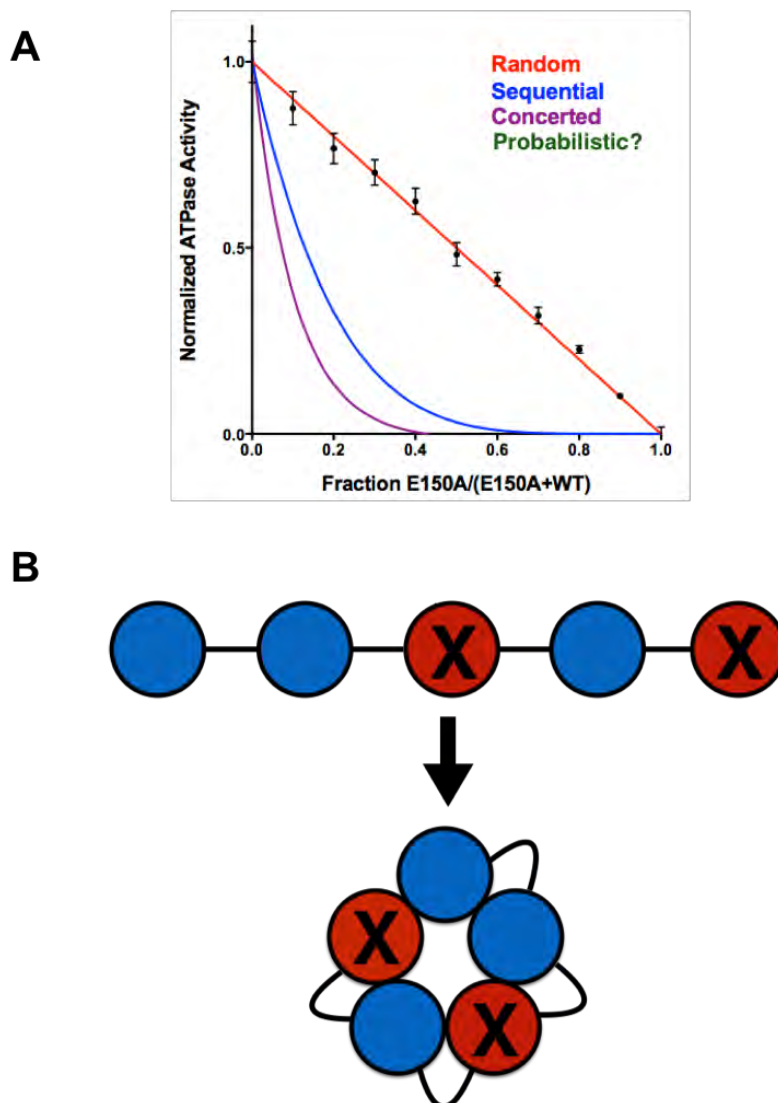 A
Random
Sequential
Concerted
Probabilistic?
Normalized ATPase Activity
1.0
0.5
0.0
0.0 0.2 0.4 0.6 0.8 1.0
Fraction E150A/(E150A+WT)
B
X X
X
X